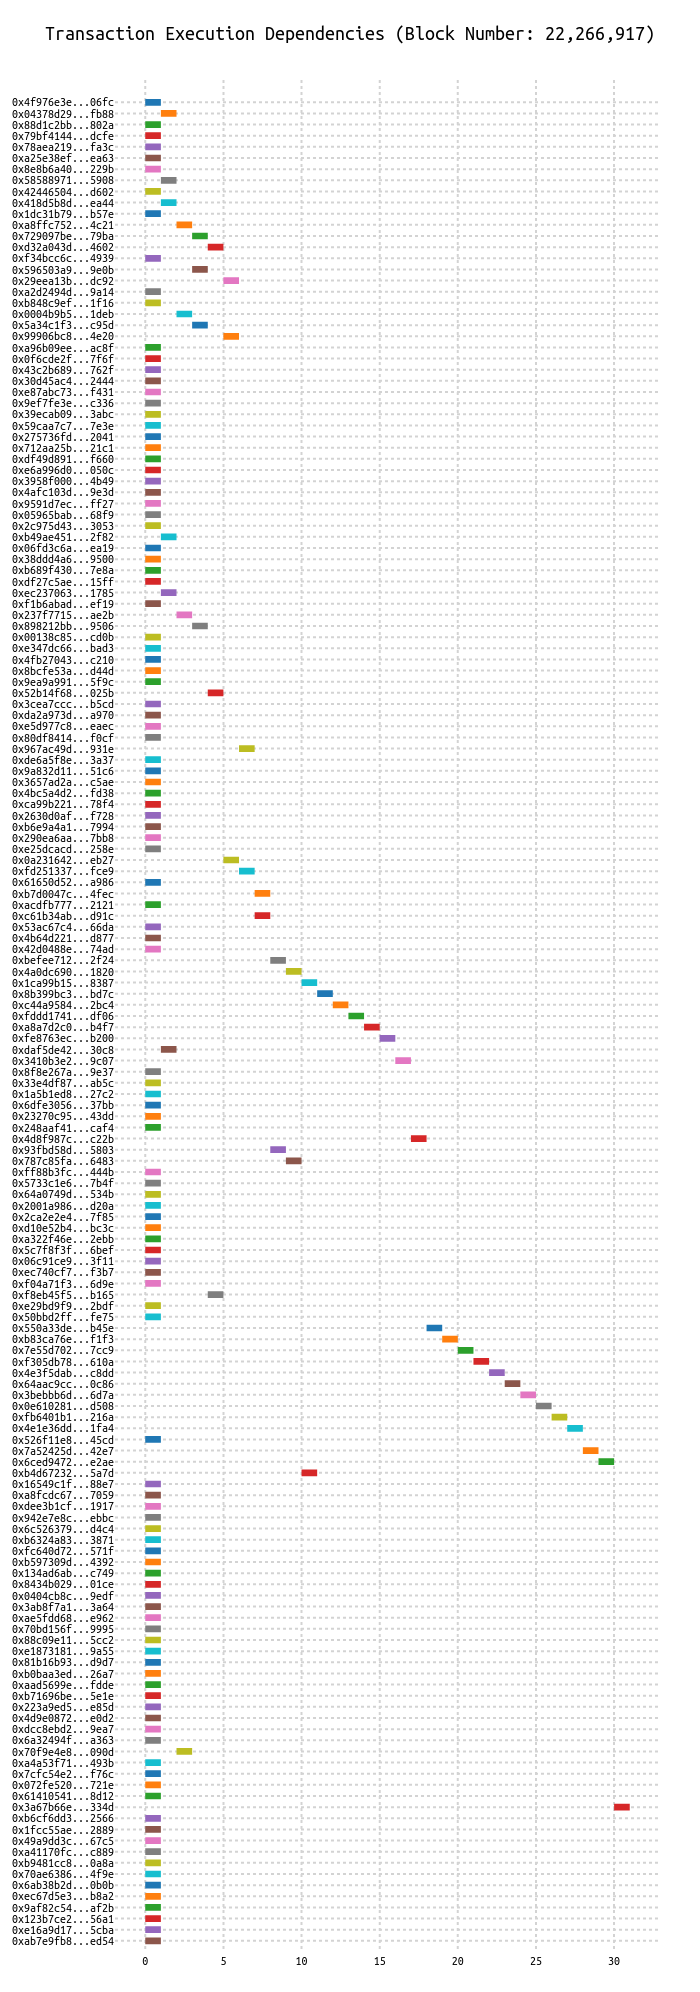 Transaction Execution Dependencies (Block Number: 22,266,917)
0x4f976e3e...06fc
0x04378d29...fb88
0x88d1c2bb...802a
0x79bf4144...dcfe
0x78aea219...fa3c
0xa25e38ef...ea63
0x8e8b6a40...229b
0x58588971...5908
0x42446504...d602
0x418d5b8d...ea44
0x1dc31b79...b57e
0xa8ffc752...4c21
0x729097be...79ba
0xd32a043d...4602
0xf34bcc6c...4939
0x596503a9...9e0b
0x29eea13b...dc92
0xa2d2494d...9a14
0xb848c9ef...1f16
0x0004b9b5...1deb
0x5a34c1f3...c95d
0x99906bc8...4e20
0xa96b09ee...ac8f
0x0f6cde2f...7f6f
0x43c2b689...762f
0x30d45ac4...2444
0xe87abc73...f431
0x9ef7fe3e...c336
0x39ecab09...3abc
0x59caa7c7...7e3e
0x275736fd...2041
0x712aa25b...21c1
0xdf49d891...f660
0xe6a996d0...050c
0x3958f000...4b49
0x4afc103d...9e3d
0x9591d7ec...ff27
0x05965bab...68f9
0x2c975d43...3053
0xb49ae451...2f82
0x06fd3c6a...ea19
0x38ddd4a6...9500
0xb689f430...7e8a
0xdf27c5ae...15ff
0xec237063...1785
0xf1b6abad...ef19
0x237f7715...ae2b
0x898212bb...9506
0x00138c85...cd0b
0xe347dc66...bad3
0x4fb27043...c210
0x8bcfe53a...d44d
0x9ea9a991...5f9c
0x52b14f68...025b
0x3cea7ccc...b5cd
0xda2a973d...a970
0xe5d977c8...eaec
0x80df8414...f0cf
0x967ac49d...931e
0xde6a5f8e...3a37
0x9a832d11...51c6
0x3657ad2a...c5ae
0x4bc5a4d2...fd38
0xca99b221...78f4
0x2630d0af...f728
0xb6e9a4a1...7994
0x290ea6aa...7bb8
0xe25dcacd...258e
0x0a231642...eb27
0xfd251337...fce9
0x61650d52...a986
0xb7d0047c...4fec
0xacdfb777...2121
0xc61b34ab...d91c
0x53ac67c4...66da
0x4b64d221...d877
0x42d0488e...74ad
0xbefee712...2f24
0x4a0dc690...1820
0x1ca99b15...8387
0x8b399bc3...bd7c
0xc44a9584...2bc4
0xfddd1741...df06
0xa8a7d2c0...b4f7
0xfe8763ec...b200
0xdaf5de42...30c8
0x3410b3e2...9c07
0x8f8e267a...9e37
0x33e4df87...ab5c
0x1a5b1ed8...27c2
0x6dfe3056...37bb
0x23270c95...43dd
0x248aaf41...caf4
0x4d8f987c...c22b
0x93fbd58d...5803
0x787c85fa...6483
0xff88b3fc...444b
0x5733c1e6...7b4f
0x64a0749d...534b
0x2001a986...d20a
0x2ca2e2e4...7f85
0xd10e52b4...bc3c
0xa322f46e...2ebb
0x5c7f8f3f...6bef
0x06c91ce9...3f11
0xec740cf7...f3b7
0xf04a71f3...6d9e
0xf8eb45f5...b165
0xe29bd9f9...2bdf
0x50bbd2ff...fe75
0x550a33de...b45e
0xb83ca76e...f1f3
0x7e55d702...7cc9
0xf305db78...610a
0x4e3f5dab...c8dd
0x64aac9cc...0c86
0x3bebbb6d...6d7a
0x0e610281...d508
0xfb6401b1...216a
0x4e1e36dd...1fa4
0x526f11e8...45cd
0x7a52425d...42e7
0x6ced9472...e2ae
0xb4d67232...5a7d
0x16549c1f...88e7
0xa8fcdc67...7059
0xdee3b1cf...1917
0x942e7e8c...ebbc
0x6c526379...d4c4
0xb6324a83...3871
0xfc640d72...571f
0xb597309d...4392
0x134ad6ab...c749
0x8434b029...01ce
0x0404cb8c...9edf
0x3ab8f7a1...3a64
0xae5fdd68...e962
0x70bd156f...9995
0x88c09e11...5cc2
0xe1873181...9a55
0x81b16b93...d9d7
0xb0baa3ed...26a7
0xaad5699e...fdde
0xb71696be...5e1e
0x223a9ed5...e85d
0x4d9e0872...e0d2
0xdcc8ebd2...9ea7
0x6a32494f...a363
0x70f9e4e8...090d
0xa4a53f71...493b
0x7cfc54e2...f76c
0x072fe520...721e
0x61410541...8d12
0x3a67b66e...334d
0xb6cf6dd3...2566
0x1fcc55ae...2889
0x49a9dd3c...67c5
0xa41170fc...c889
0xb9481cc8...0a8a
0x70ae6386...4f9e
0x6ab38b2d...0b0b
0xec67d5e3...b8a2
0x9af82c54...af2b
0x123b7ce2...56a1
0xe16a9d17...5cba
0xab7e9fb8...ed54
0 5 10 15 20 25 30